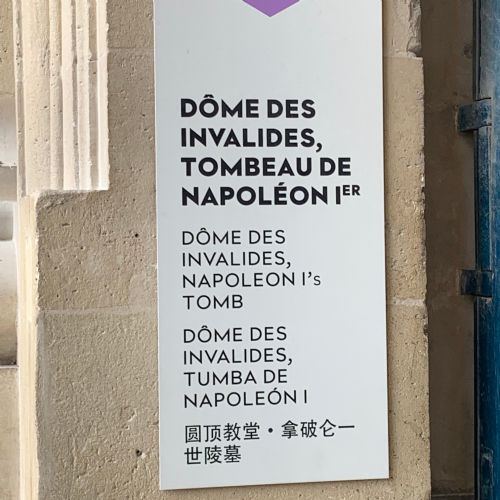 DÔME DES
INVALIDES,
TOMBEAU DE
NAPOLÉON Iᴱᴿ
DÔME DES
INVALIDES,
NAPOLEON I’s
TOMB
DÔME DES
INVALIDES,
TUMBA DE
NAPOLEÓN I
圆顶教堂·拿破仑一
世陵墓